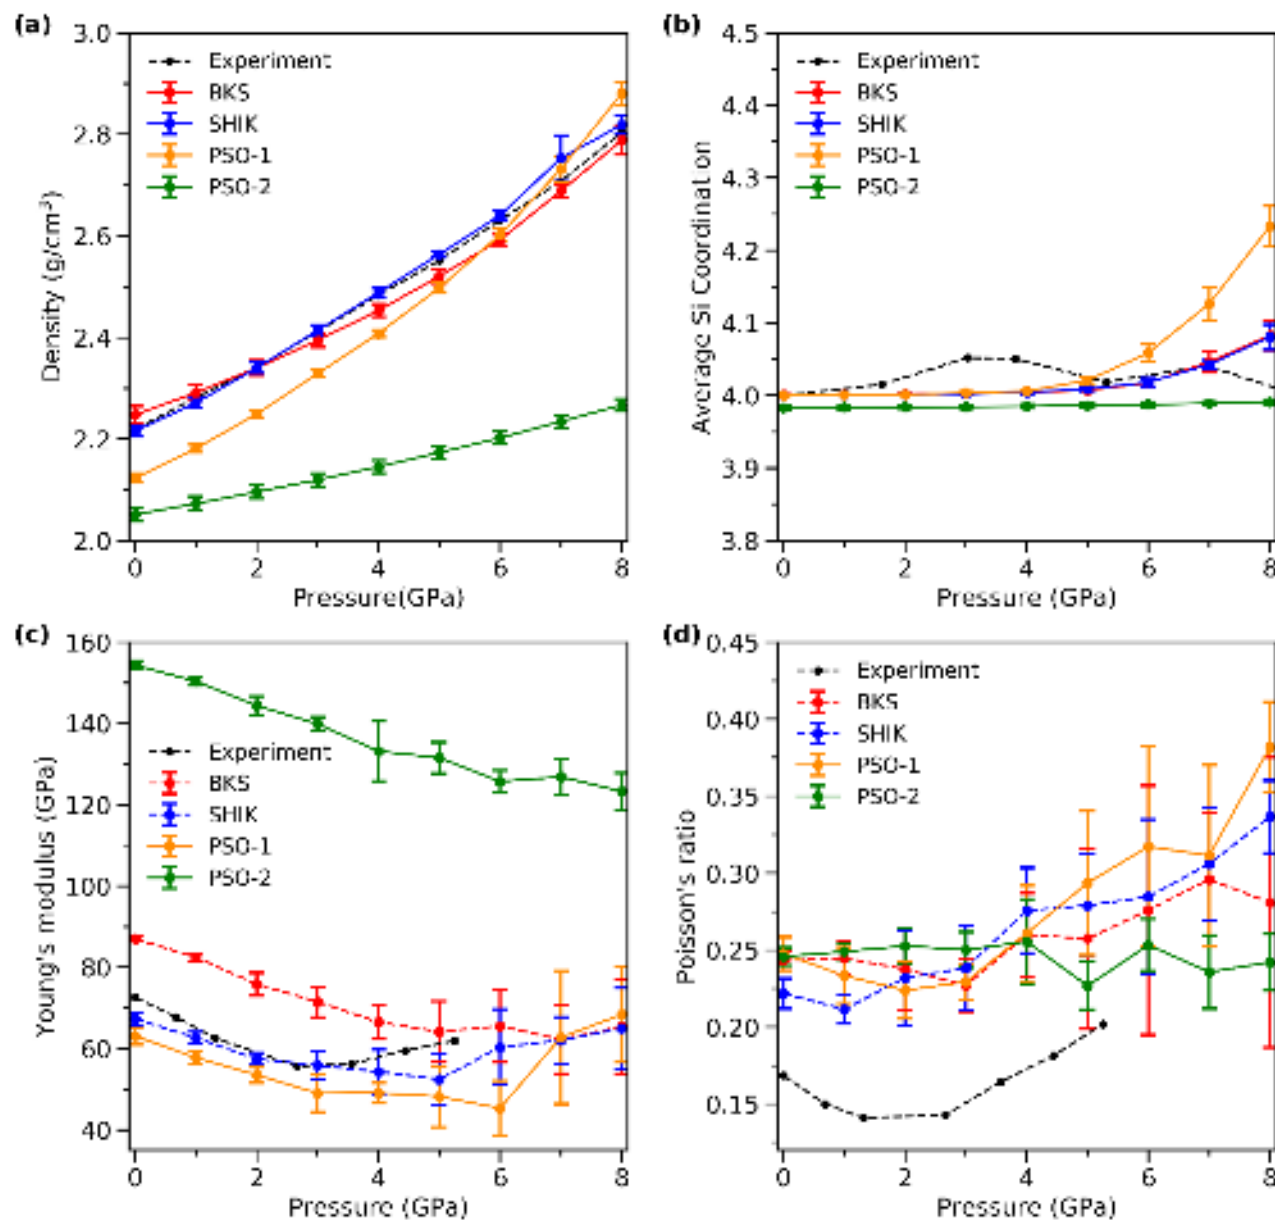 (a)
3.0
2.8
2.6
2.4
2.2
2.0
Density (g/cm³)
Experiment
BKS
SHIK
PSO-1
PSO-2
0 2 4 6 8
Pressure(GPa)
(b)
4.5
4.4
4.3
4.2
4.1
4.0
3.9
3.8
Average Si Coordination
Experiment
BKS
SHIK
PSO-1
PSO-2
0 2 4 6 8
Pressure (GPa)
(c)
160
140
120
100
80
60
40
Young's modulus (GPa)
Experiment
BKS
SHIK
PSO-1
PSO-2
0 2 4 6 8
Pressure (GPa)
(d)
0.45
0.40
0.35
0.30
0.25
0.20
0.15
Poisson's ratio
Experiment
BKS
SHIK
PSO-1
PSO-2
0 2 4 6 8
Pressure (GPa)